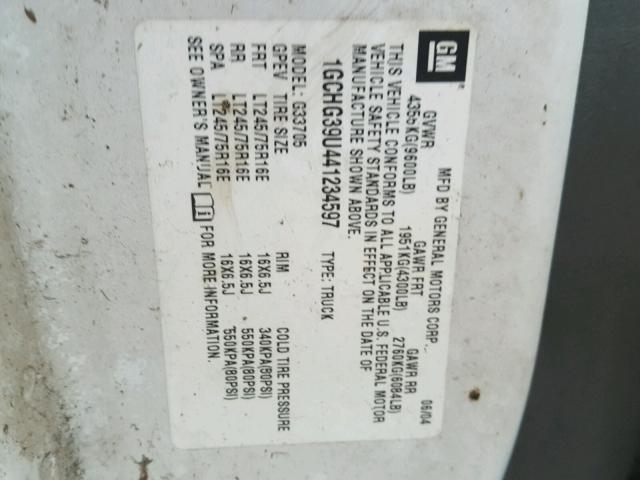 GM
MFD BY GENERAL MOTORS CORP. 06/04
GVWR GAWR FRT GAWR RR
4355KG(9600LB) 1951KG(4300LB) 2760KG(6084LB)
THIS VEHICLE CONFORMS TO ALL APPLICABLE U.S. FEDERAL MOTOR
VEHICLE SAFETY STANDARDS IN EFFECT ON THE DATE OF
MANUFACTURE SHOWN ABOVE.
1GCHG39U441234597 TYPE: TRUCK
MODEL: G33705
GPEV TIRE SIZE RIM COLD TIRE PRESSURE
FRT LT245/75R16E 16X6.5J 340KPA(80PSI)
RR LT245/75R16E 16X6.5J 550KPA(80PSI)
SPA LT245/75R16E 16X6.5J 550KPA(80PSI)
SEE OWNER'S MANUAL FOR MORE INFORMATION.